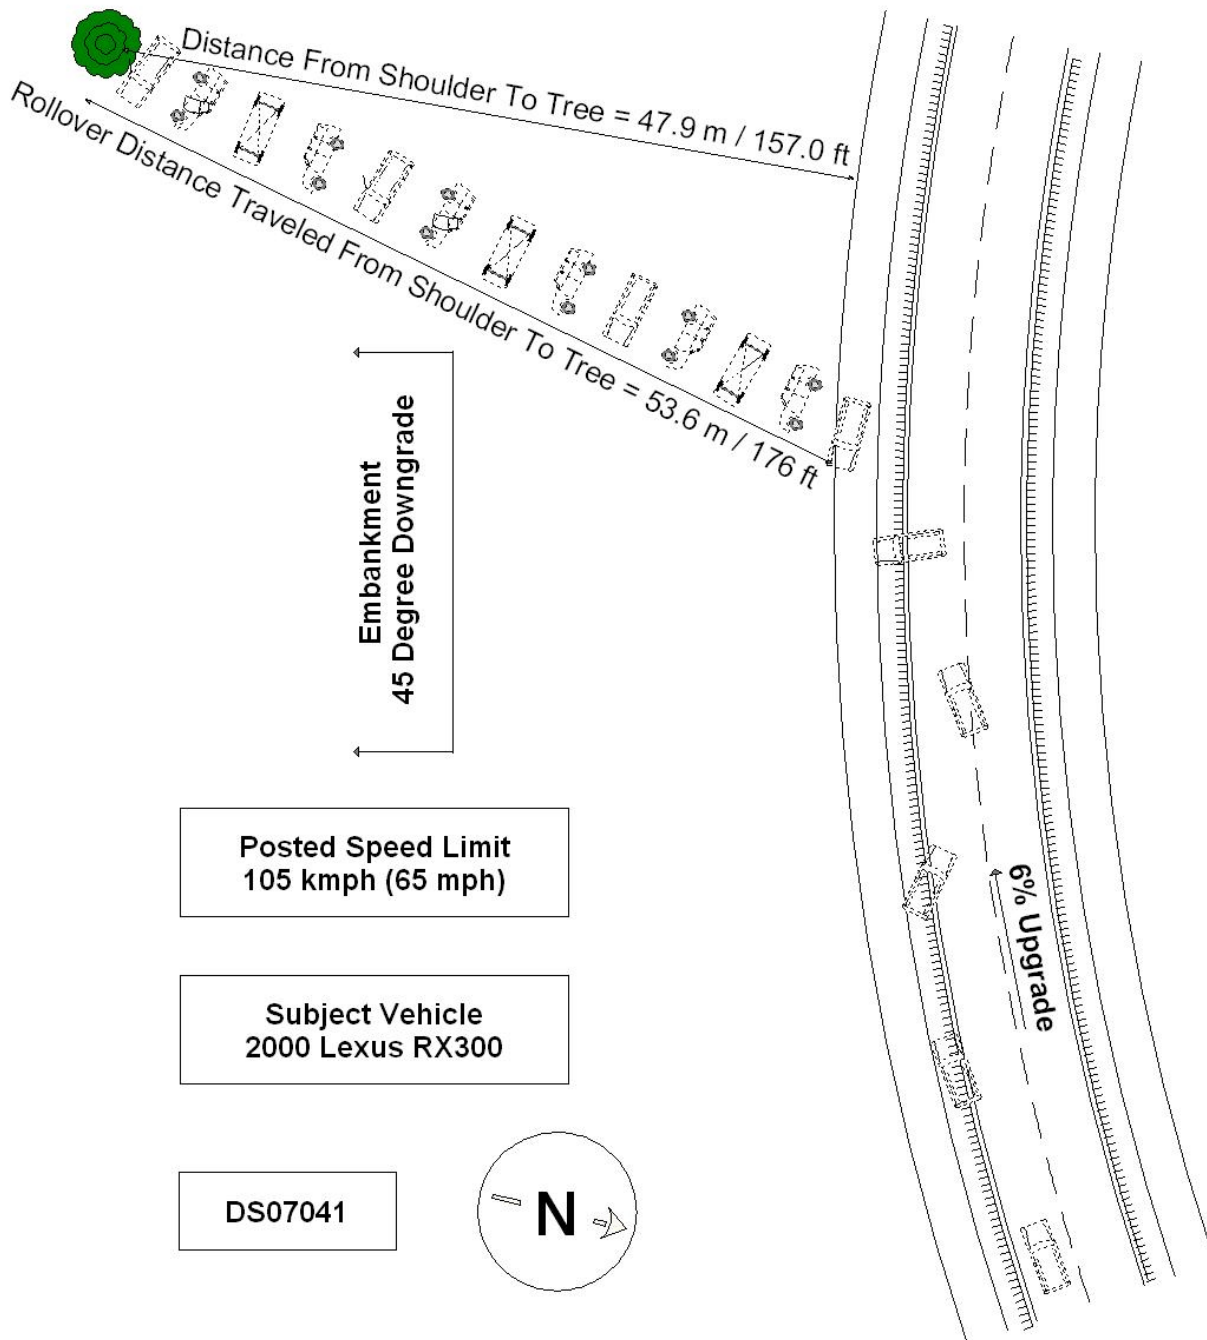 Distance From Shoulder To Tree = 47.9 m / 157.0 ft
Rollover Distance Traveled From Shoulder To Tree = 53.6 m / 176 ft
Embankment
45 Degree Downgrade
Posted Speed Limit
105 kmph (65 mph)
6% Upgrade
Subject Vehicle
2000 Lexus RX300
DS07041
N